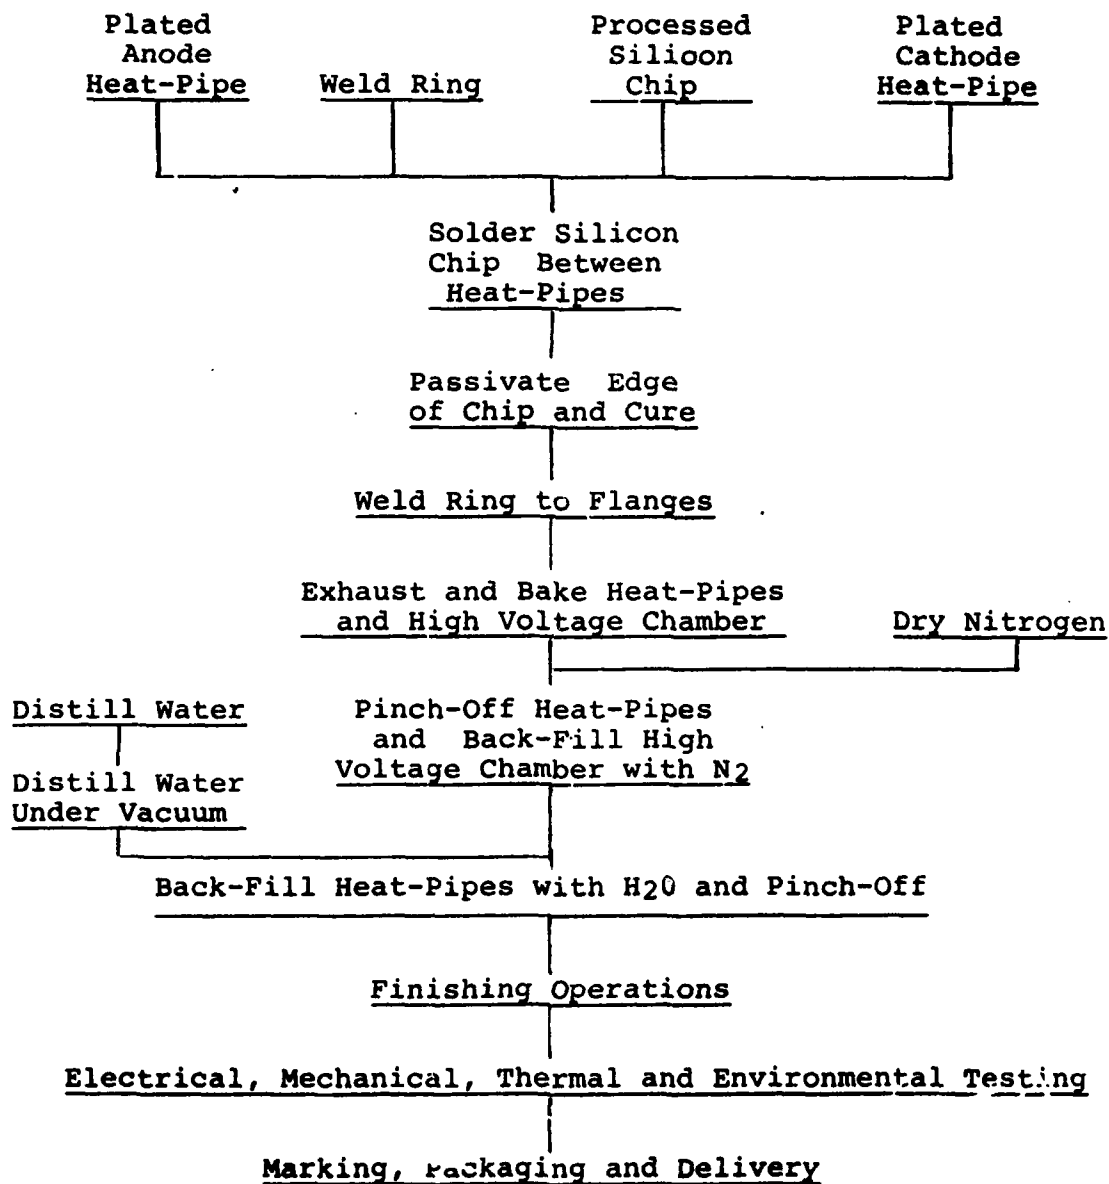 Plated
Anode
Heat-Pipe
Weld Ring
Processed
Silicon
Chip
Plated
Cathode
Heat-Pipe
Solder Silicon
Chip Between
Heat-Pipes
Passivate Edge
of Chip and Cure
Weld Ring to Flanges
Exhaust and Bake Heat-Pipes
and High Voltage Chamber
Dry Nitrogen
Distill Water
Pinch-Off Heat-Pipes
and Back-Fill High
Voltage Chamber with N2
Distill Water
Under Vacuum
Back-Fill Heat-Pipes with H2O and Pinch-Off
Finishing Operations
Electrical, Mechanical, Thermal and Environmental Testing
Marking, Packaging and Delivery